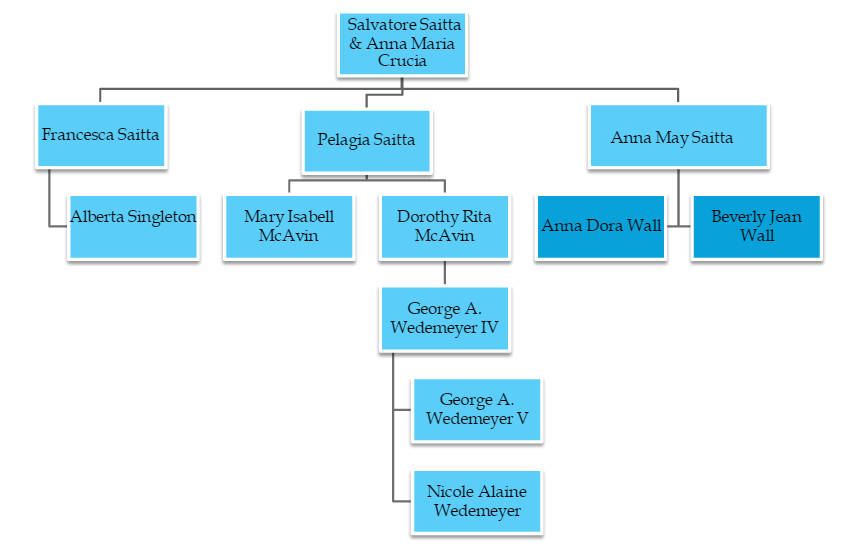 Salvatore Saitta
& Anna Maria
Crucia
Francesca Saitta
Pelagia Saitta
Anna May Saitta
Alberta Singleton
Mary Isabell
McAvin
Dorothy Rita
McAvin
Anna Dora Wall
Beverly Jean
Wall
George A.
Wedemeyer IV
George A.
Wedemeyer V
Nicole Alaine
Wedemeyer